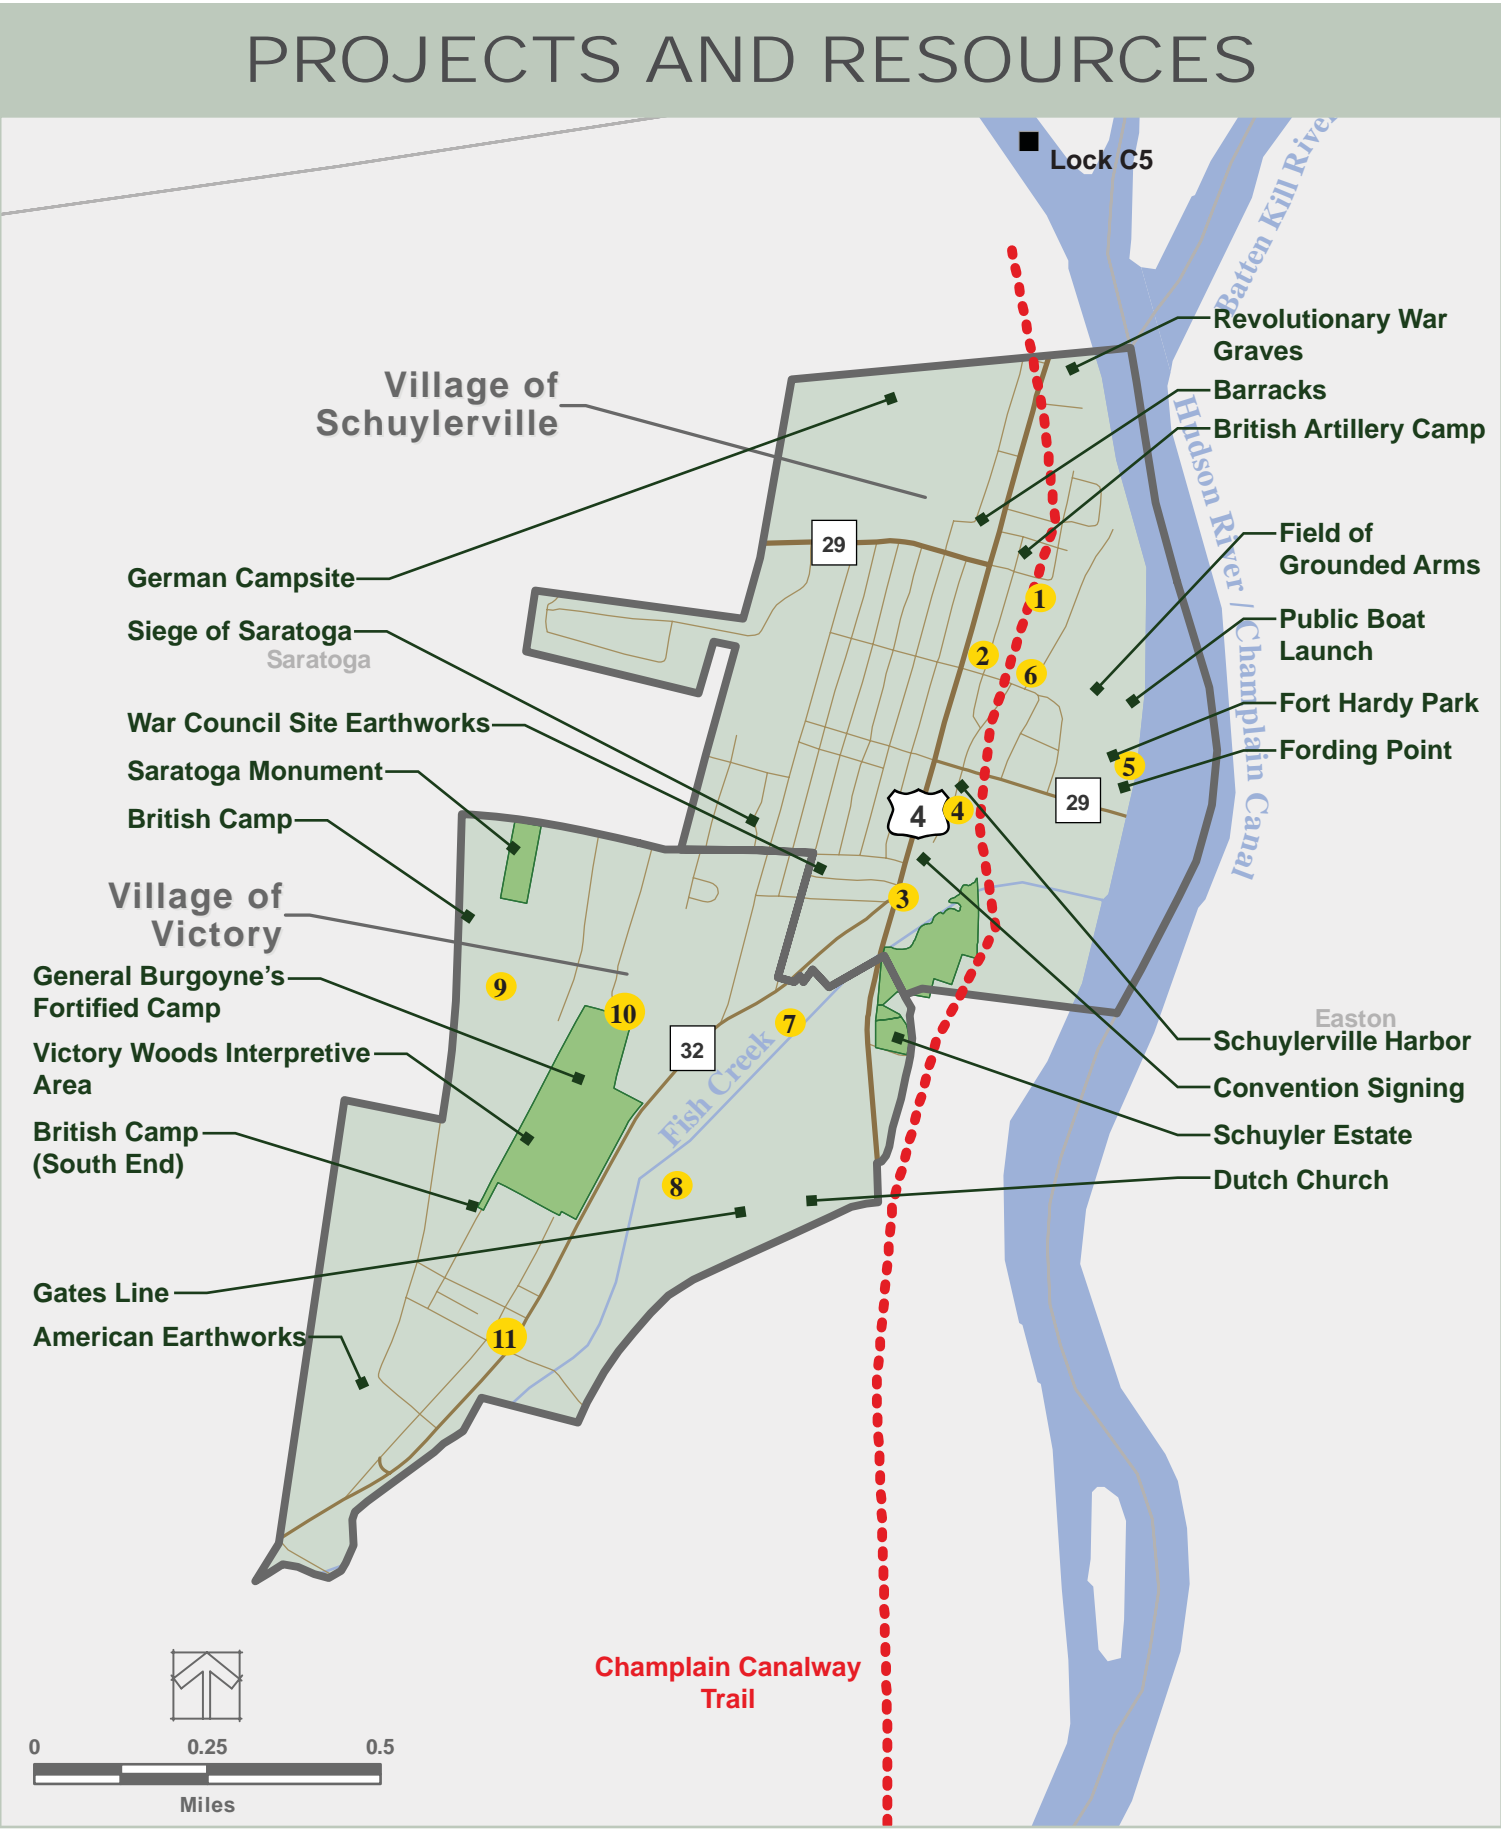 PROJECTS AND RESOURCES
Lock C5
Batten Kill River
Revolutionary War
Graves
Village of
Schuylerville
Barracks
Hudson River / Champlain Canal
British Artillery Camp
29
Field of
Grounded Arms
German Campsite
1
Public Boat
Launch
Siege of Saratoga
Saratoga
2
6
Fort Hardy Park
War Council Site Earthworks
Fording Point
5
Saratoga Monument
29
4
4
British Camp
Village of
Victory
3
General Burgoyne’s
Fortified Camp
9
10
7
Easton
32
Schuylerville Harbor
Victory Woods Interpretive
Area
Fish Creek
Convention Signing
British Camp
(South End)
Schuyler Estate
8
Dutch Church
Gates Line
American Earthworks
11
Champlain Canalway
Trail
0 0.25 0.5
Miles